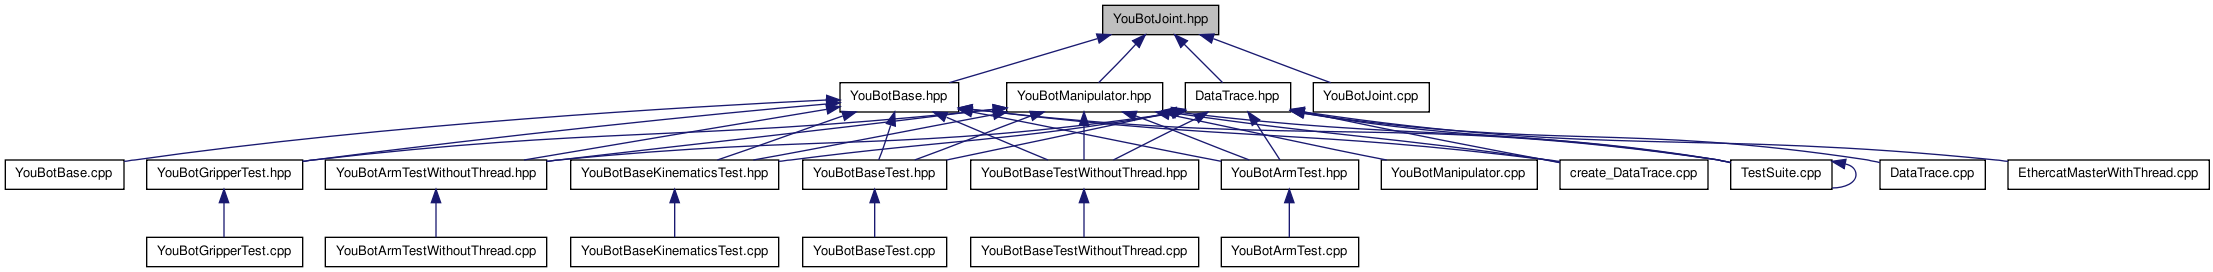 YouBotJoint.hpp
YouBotBase.hpp
YouBotManipulator.hpp
DataTrace.hpp
YouBotJoint.cpp
YouBotBase.cpp
YouBotGripperTest.hpp
YouBotArmTestWithoutThread.hpp
YouBotBaseKinematicsTest.hpp
YouBotBaseTest.hpp
YouBotBaseTestWithoutThread.hpp
YouBotArmTest.hpp
YouBotManipulator.cpp
create_DataTrace.cpp
TestSuite.cpp
DataTrace.cpp
EthercatMasterWithThread.cpp
YouBotGripperTest.cpp
YouBotArmTestWithoutThread.cpp
YouBotBaseKinematicsTest.cpp
YouBotBaseTest.cpp
YouBotBaseTestWithoutThread.cpp
YouBotArmTest.cpp